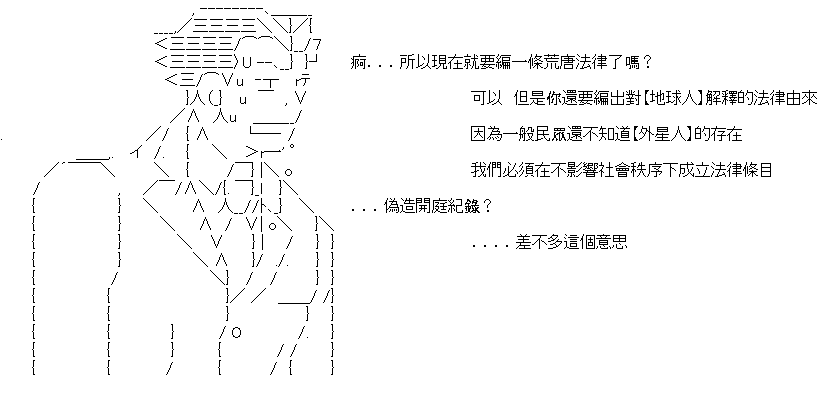 痾...所以現在就要編一條荒唐法律了嗎？
可以 但是你還要編出對【地球人】解釋的法律由來
因為一般民眾還不知道【外星人】的存在
我們必須在不影響社會秩序下成立法律條目
...偽造開庭紀錄？
....差不多這個意思